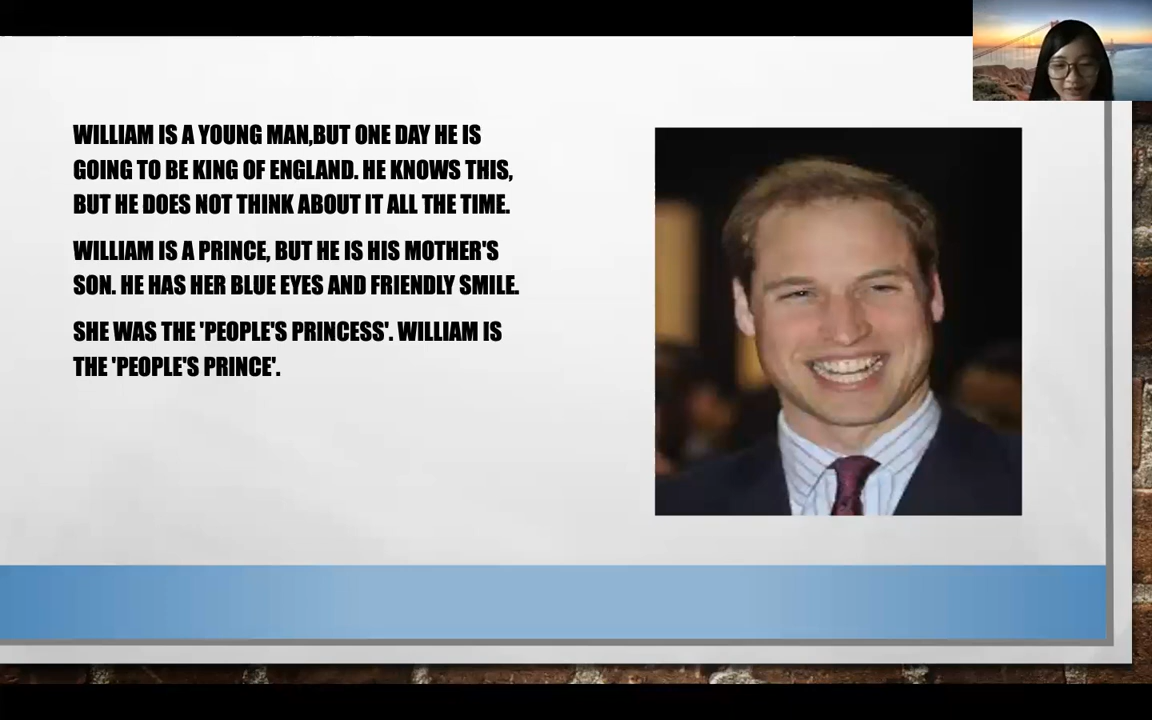 WILLIAM IS A YOUNG MAN,BUT ONE DAY HE IS
GOING TO BE KING OF ENGLAND. HE KNOWS THIS,
BUT HE DOES NOT THINK ABOUT IT ALL THE TIME.
WILLIAM IS A PRINCE, BUT HE IS HIS MOTHER'S
SON. HE HAS HER BLUE EYES AND FRIENDLY SMILE.
SHE WAS THE 'PEOPLE'S PRINCESS'. WILLIAM IS
THE 'PEOPLE'S PRINCE'.